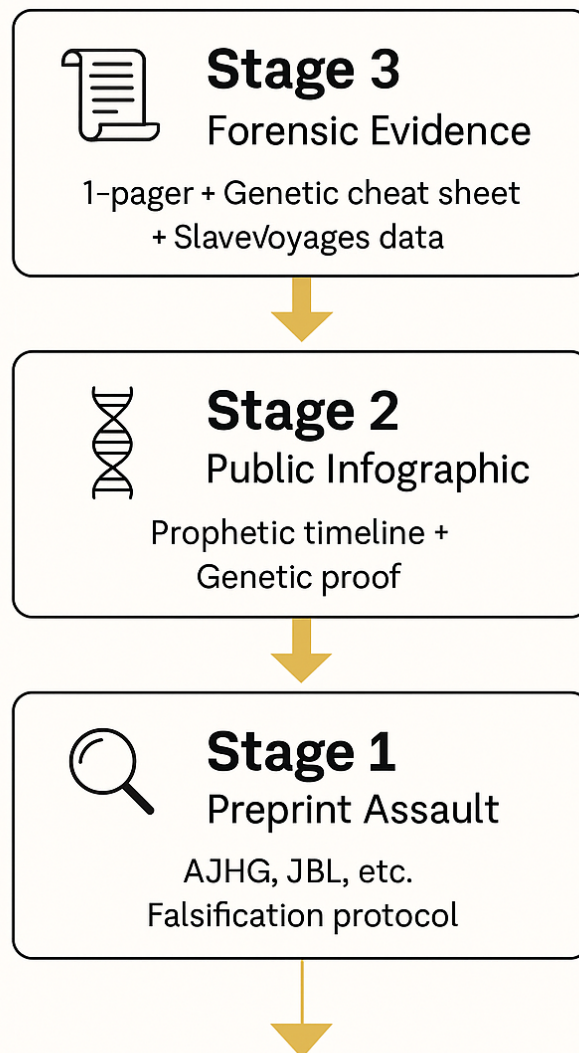 Stage 3
Forensic Evidence
1-pager + Genetic cheat sheet
+ SlaveVoyages data
Stage 2
Public Infographic
Prophetic timeline +
Genetic proof
Stage 1
Preprint Assault
AJHG, JBL, etc.
Falsification protocol